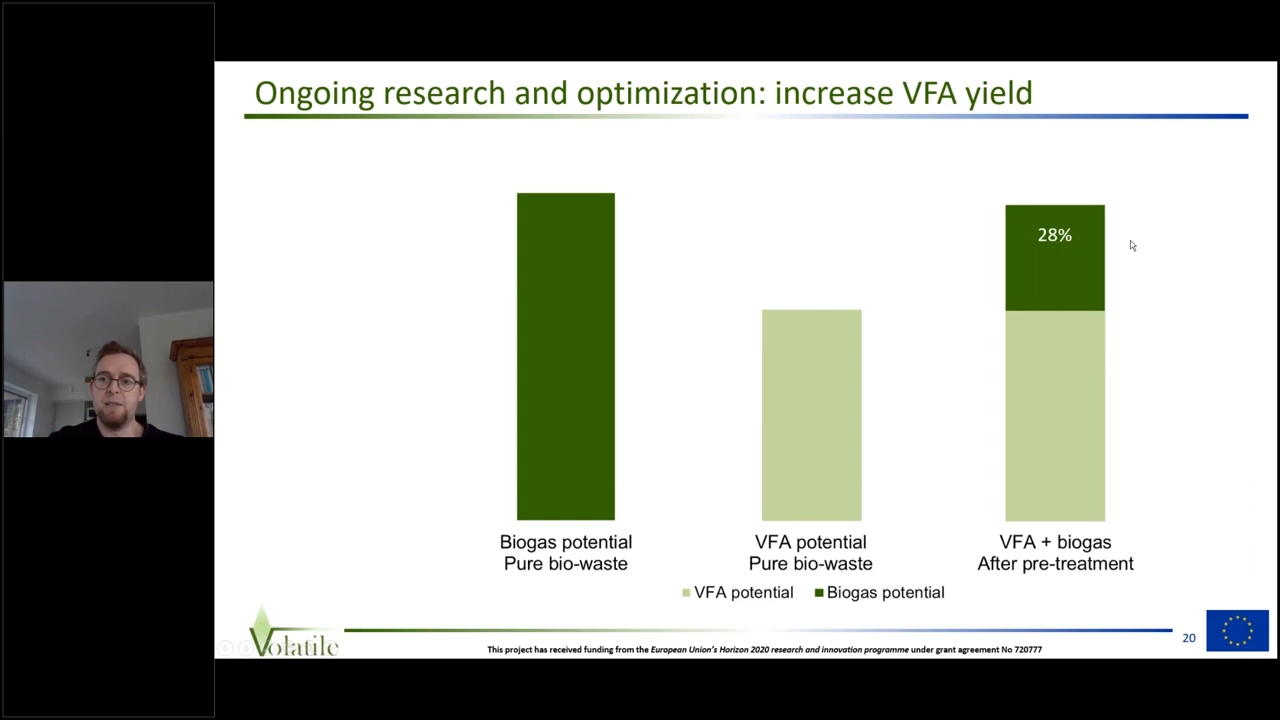 Ongoing research and optimization: increase VFA yield
28%
Biogas potential
Pure bio-waste
VFA potential
Pure bio-waste
VFA + biogas
After pre-treatment
VFA potential
Biogas potential
Volatile
This project has received funding from the European Union's Horizon 2020 research and innovation programme under grant agreement No 720777
20